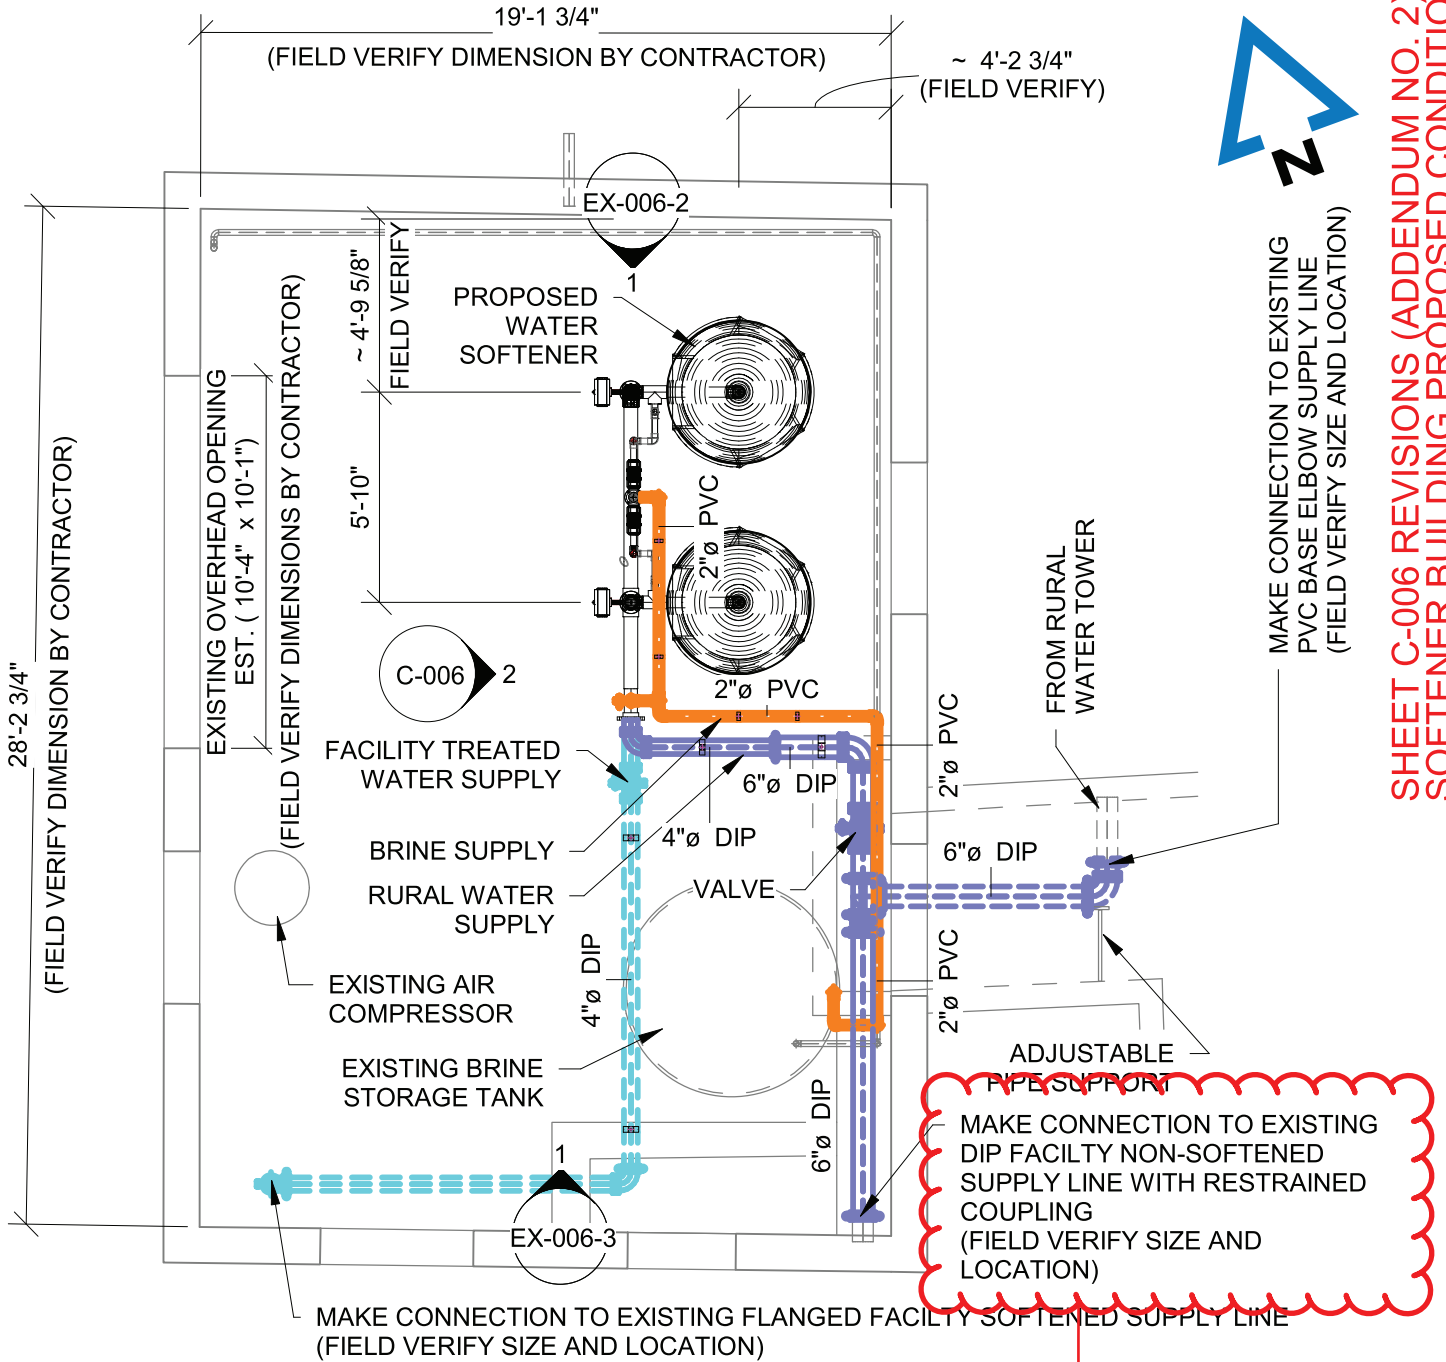 19'-1 3/4"
(FIELD VERIFY DIMENSION BY CONTRACTOR)
~ 4'-2 3/4"
(FIELD VERIFY)
N
SHEET C-006 REVISIONS (ADDENDUM NO. 2)
SOFTENER BUILDING PROPOSED CONDITIO
EX-006-2
1
~ 4'-9 5/8"
FIELD VERIFY
PROPOSED
WATER
SOFTENER
28'-2 3/4"
(FIELD VERIFY DIMENSION BY CONTRACTOR)
EXISTING OVERHEAD OPENING
EST. ( 10'-4" x 10'-1")
(FIELD VERIFY DIMENSIONS BY CONTRACTOR)
5'-10"
2"ø PVC
C-006
2
2"ø PVC
FACILITY TREATED
WATER SUPPLY
6"ø DIP
4"ø DIP
2"ø PVC
BRINE SUPPLY
RURAL WATER
SUPPLY
VALVE
6"ø DIP
FROM RURAL
WATER TOWER
MAKE CONNECTION TO EXISTING
PVC BASE ELBOW SUPPLY LINE
(FIELD VERIFY SIZE AND LOCATION)
4"ø DIP
2"ø PVC
EXISTING AIR
COMPRESSOR
EXISTING BRINE
STORAGE TANK
ADJUSTABLE
PIPE SUPPORT
6"ø DIP
MAKE CONNECTION TO EXISTING
DIP FACILTY NON-SOFTENED
SUPPLY LINE WITH RESTRAINED
COUPLING
(FIELD VERIFY SIZE AND
LOCATION)
1
EX-006-3
MAKE CONNECTION TO EXISTING FLANGED FACILTY SOFTENED SUPPLY LINE
(FIELD VERIFY SIZE AND LOCATION)